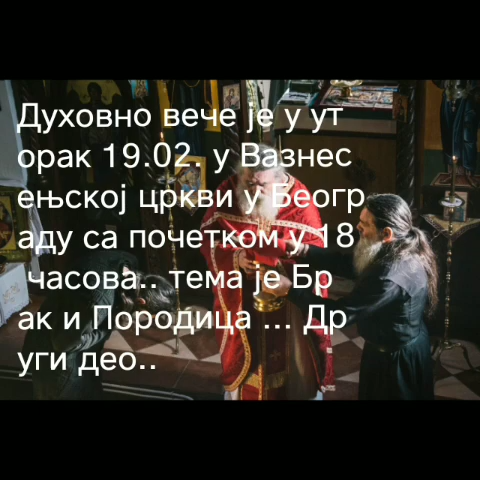 Духовно вече је у ут
орак 19.02. у Вазнес
ењској цркви у Беогр
аду са почетком у 18
часова.. тема је Бр
ак и Породица ... Др
уги део..